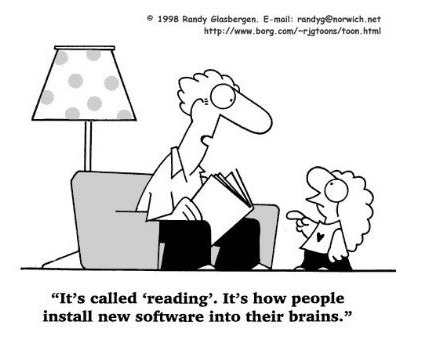 © 1998 Randy Glasbergen. E-mail: randyg@norwich.net
http://www.borg.com/~rjgtoons/toon.html
“It’s called ‘reading’. It’s how people
install new software into their brains.”